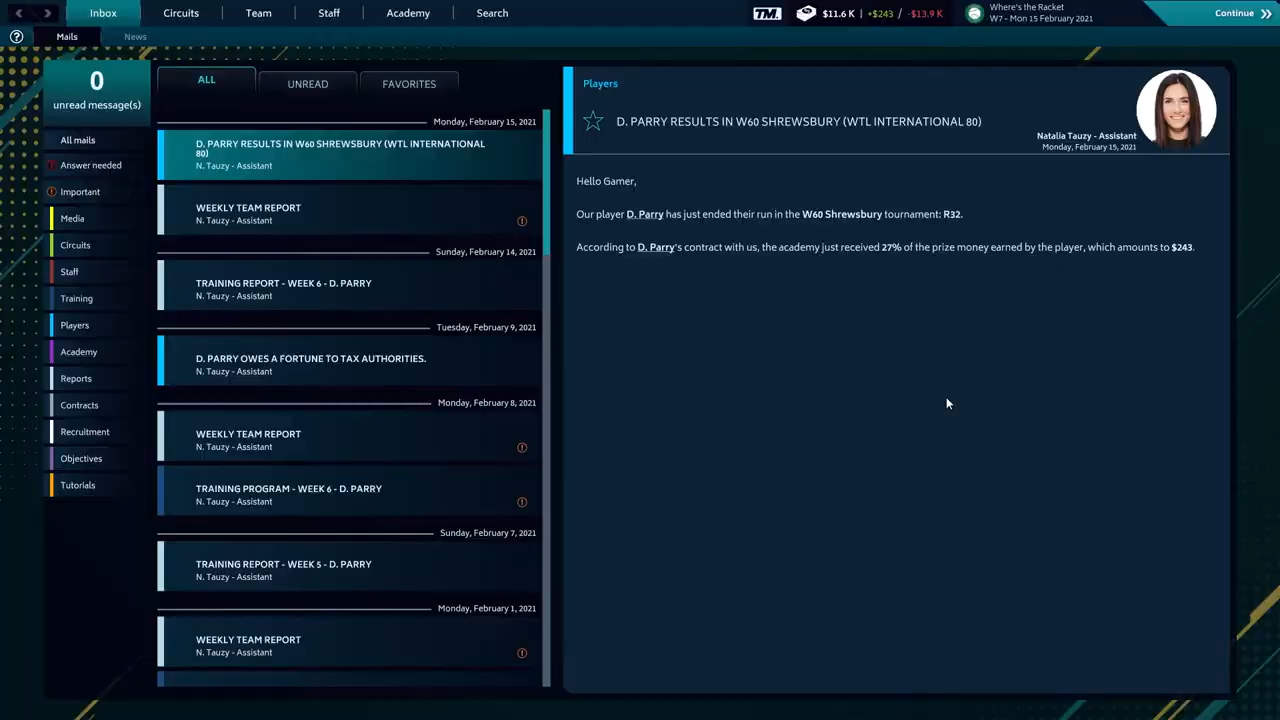 Inbox
Circuits
Team
Staff
Academy
Search
TM.
$11.6 K / +$243 / -$13.9 K
Where's the Racket
W7 - Mon 15 February 2021
Continue
Mails
News
0
unread message(s)
All mails
Answer needed
Important
Media
Circuits
Staff
Training
Players
Academy
Reports
Contracts
Recruitment
Objectives
Tutorials
ALL
UNREAD
FAVORITES
Monday, February 15, 2021
D. PARRY RESULTS IN W60 SHREWSBURY (WTL INTERNATIONAL
80)
N. Tauzy - Assistant
WEEKLY TEAM REPORT
N. Tauzy - Assistant
Sunday, February 14, 2021
TRAINING REPORT - WEEK 6 - D. PARRY
N. Tauzy - Assistant
Tuesday, February 9, 2021
D. PARRY OWES A FORTUNE TO TAX AUTHORITIES.
N. Tauzy - Assistant
Monday, February 8, 2021
WEEKLY TEAM REPORT
N. Tauzy - Assistant
TRAINING PROGRAM - WEEK 6 - D. PARRY
N. Tauzy - Assistant
Sunday, February 7, 2021
TRAINING REPORT - WEEK 5 - D. PARRY
N. Tauzy - Assistant
Monday, February 1, 2021
WEEKLY TEAM REPORT
N. Tauzy - Assistant
Players
D. PARRY RESULTS IN W60 SHREWSBURY (WTL INTERNATIONAL 80)
Natalia Tauzy - Assistant
Monday, February 15, 2021
Hello Gamer,
Our player D. Parry has just ended their run in the W60 Shrewsbury tournament: R32.
According to D. Parry's contract with us, the academy just received 27% of the prize money earned by the player, which amounts to $243.